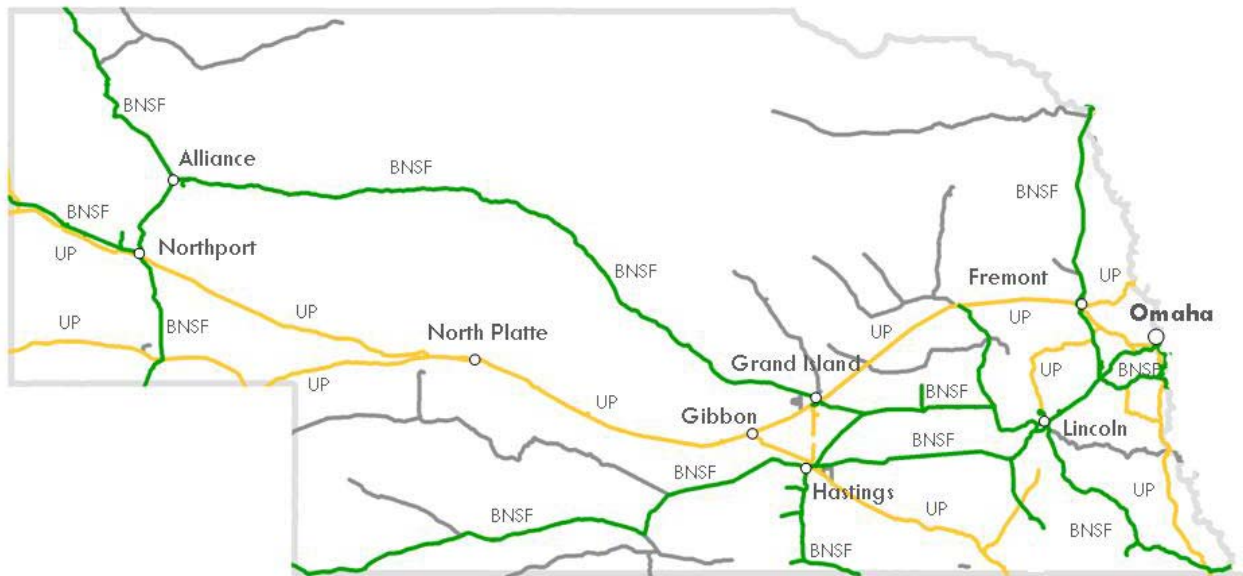 BNSF
Alliance
BNSF
BNSF
BNSF
Northport
UP
Fremont
UP
BNSF
UP
UP
BNSF
North Platte
UP
UP
Omaha
Grand Island
UP
BNSF
UP
BNSF
UP
Gibbon
Lincoln
BNSF
BNSF
Hastings
UP
UP
BNSF
BNSF
BNSF